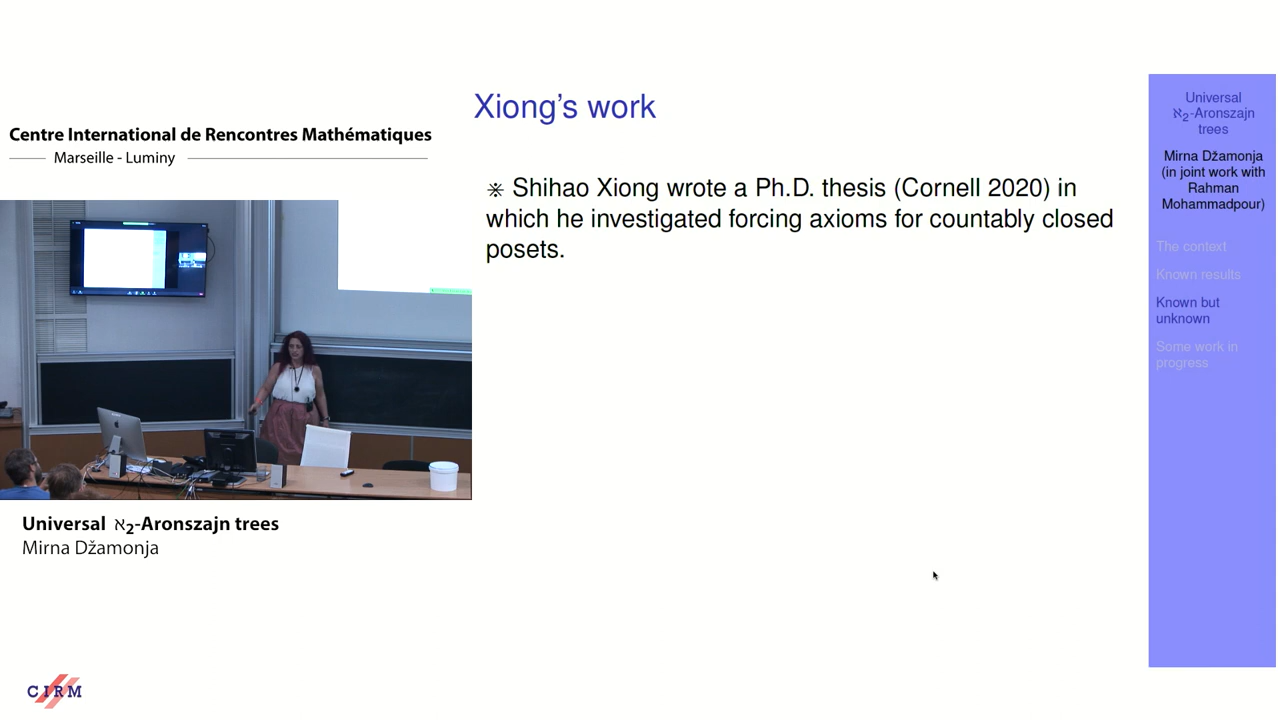 Centre International de Rencontres Mathématiques
Marseille - Luminy
Xiong's work
⁜ Shihao Xiong wrote a Ph.D. thesis (Cornell 2020) in
which he investigated forcing axioms for countably closed
posets.
Universal
ℵ2-Aronszajn
trees
Mirna Džamonja
(in joint work with
Rahman
Mohammadpour)
The context
Known results
Known but
unknown
Some work in
progress
Universal ℵ2-Aronszajn trees
Mirna Džamonja
CIRM